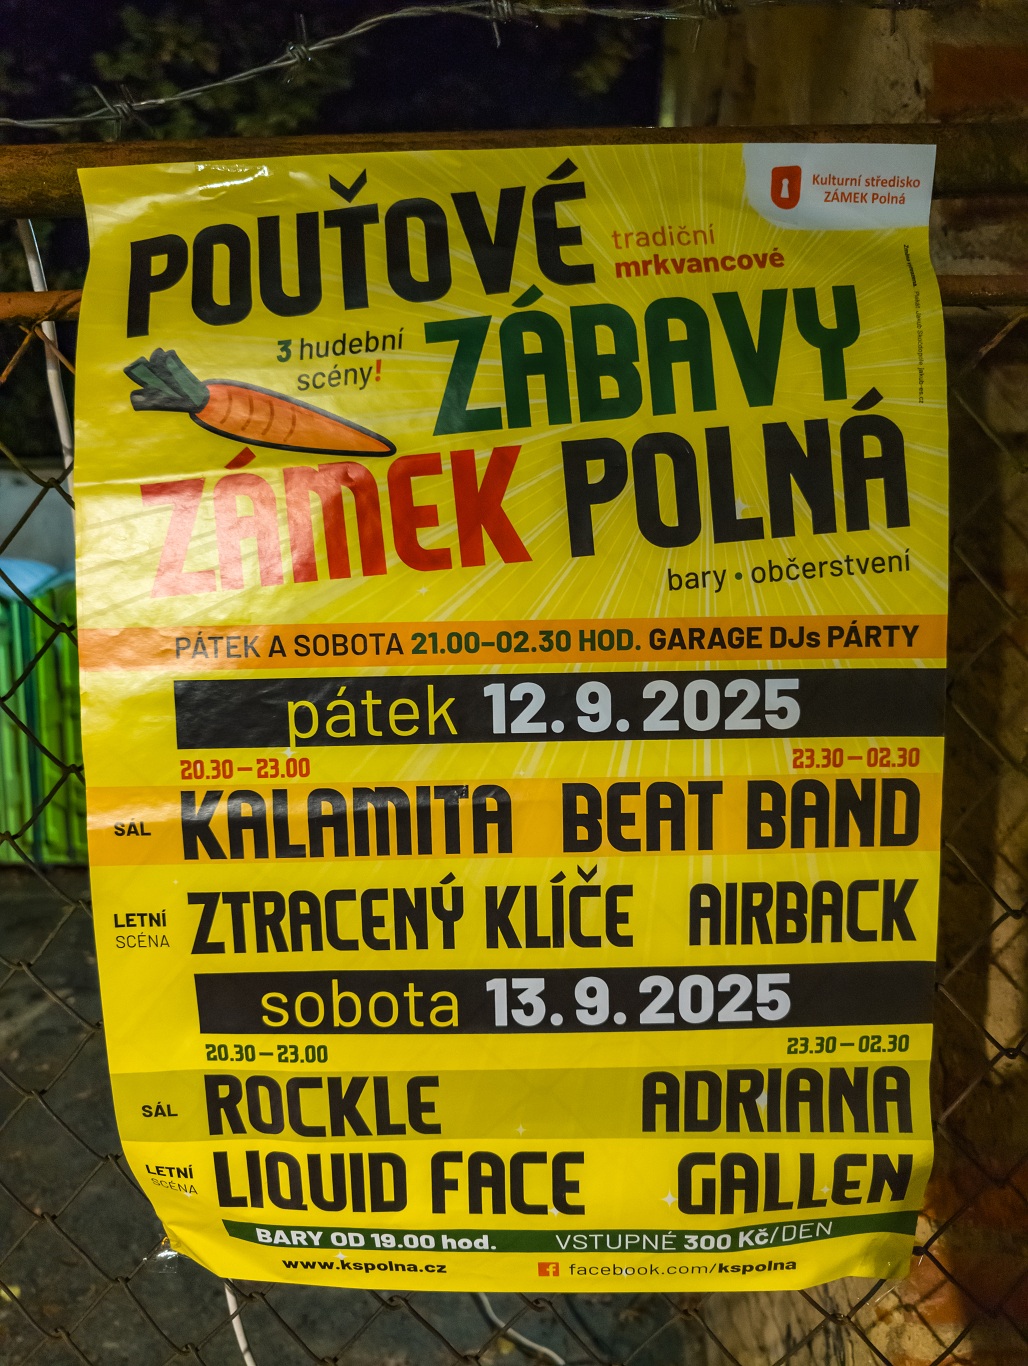 Kulturní středisko
ZÁMEK Polná
POUŤOVÉ
tradiční
mrkvancové
3 hudební
scény!
ZÁBAVY
ZÁMEK POLNÁ
bary • občerstvení
PÁTEK A SOBOTA 21.00–02.30 HOD. GARAGE DJs PÁRTY
pátek 12. 9. 2025
20.30 – 23.00 23.30 – 02.30
SÁL KALAMITA BEAT BAND
LETNÍ
SCÉNA
ZTRACENÝ KLÍČE AIRBACK
sobota 13. 9. 2025
20.30 – 23.00 23.30 – 02.30
SÁL ROCKLE ADRIANA
LETNÍ
SCÉNA
LIQUID FACE GALLEN
BARY OD 19.00 hod. VSTUPNÉ 300 Kč/DEN
www.kspolna.cz facebook.com/kspolna